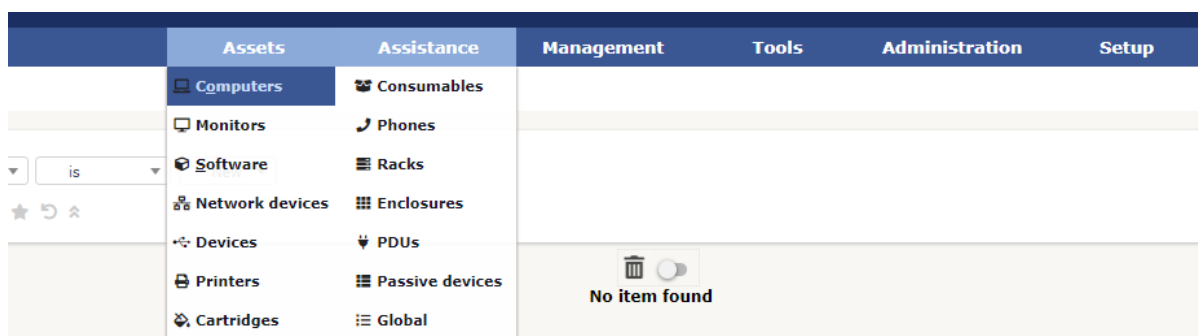 Assets Assistance Management Tools Administration Setup
Computers Consumables
Monitors Phones
is Software Racks
Network devices Enclosures
Devices PDUs
Printers Passive devices
No item found
Cartridges Global